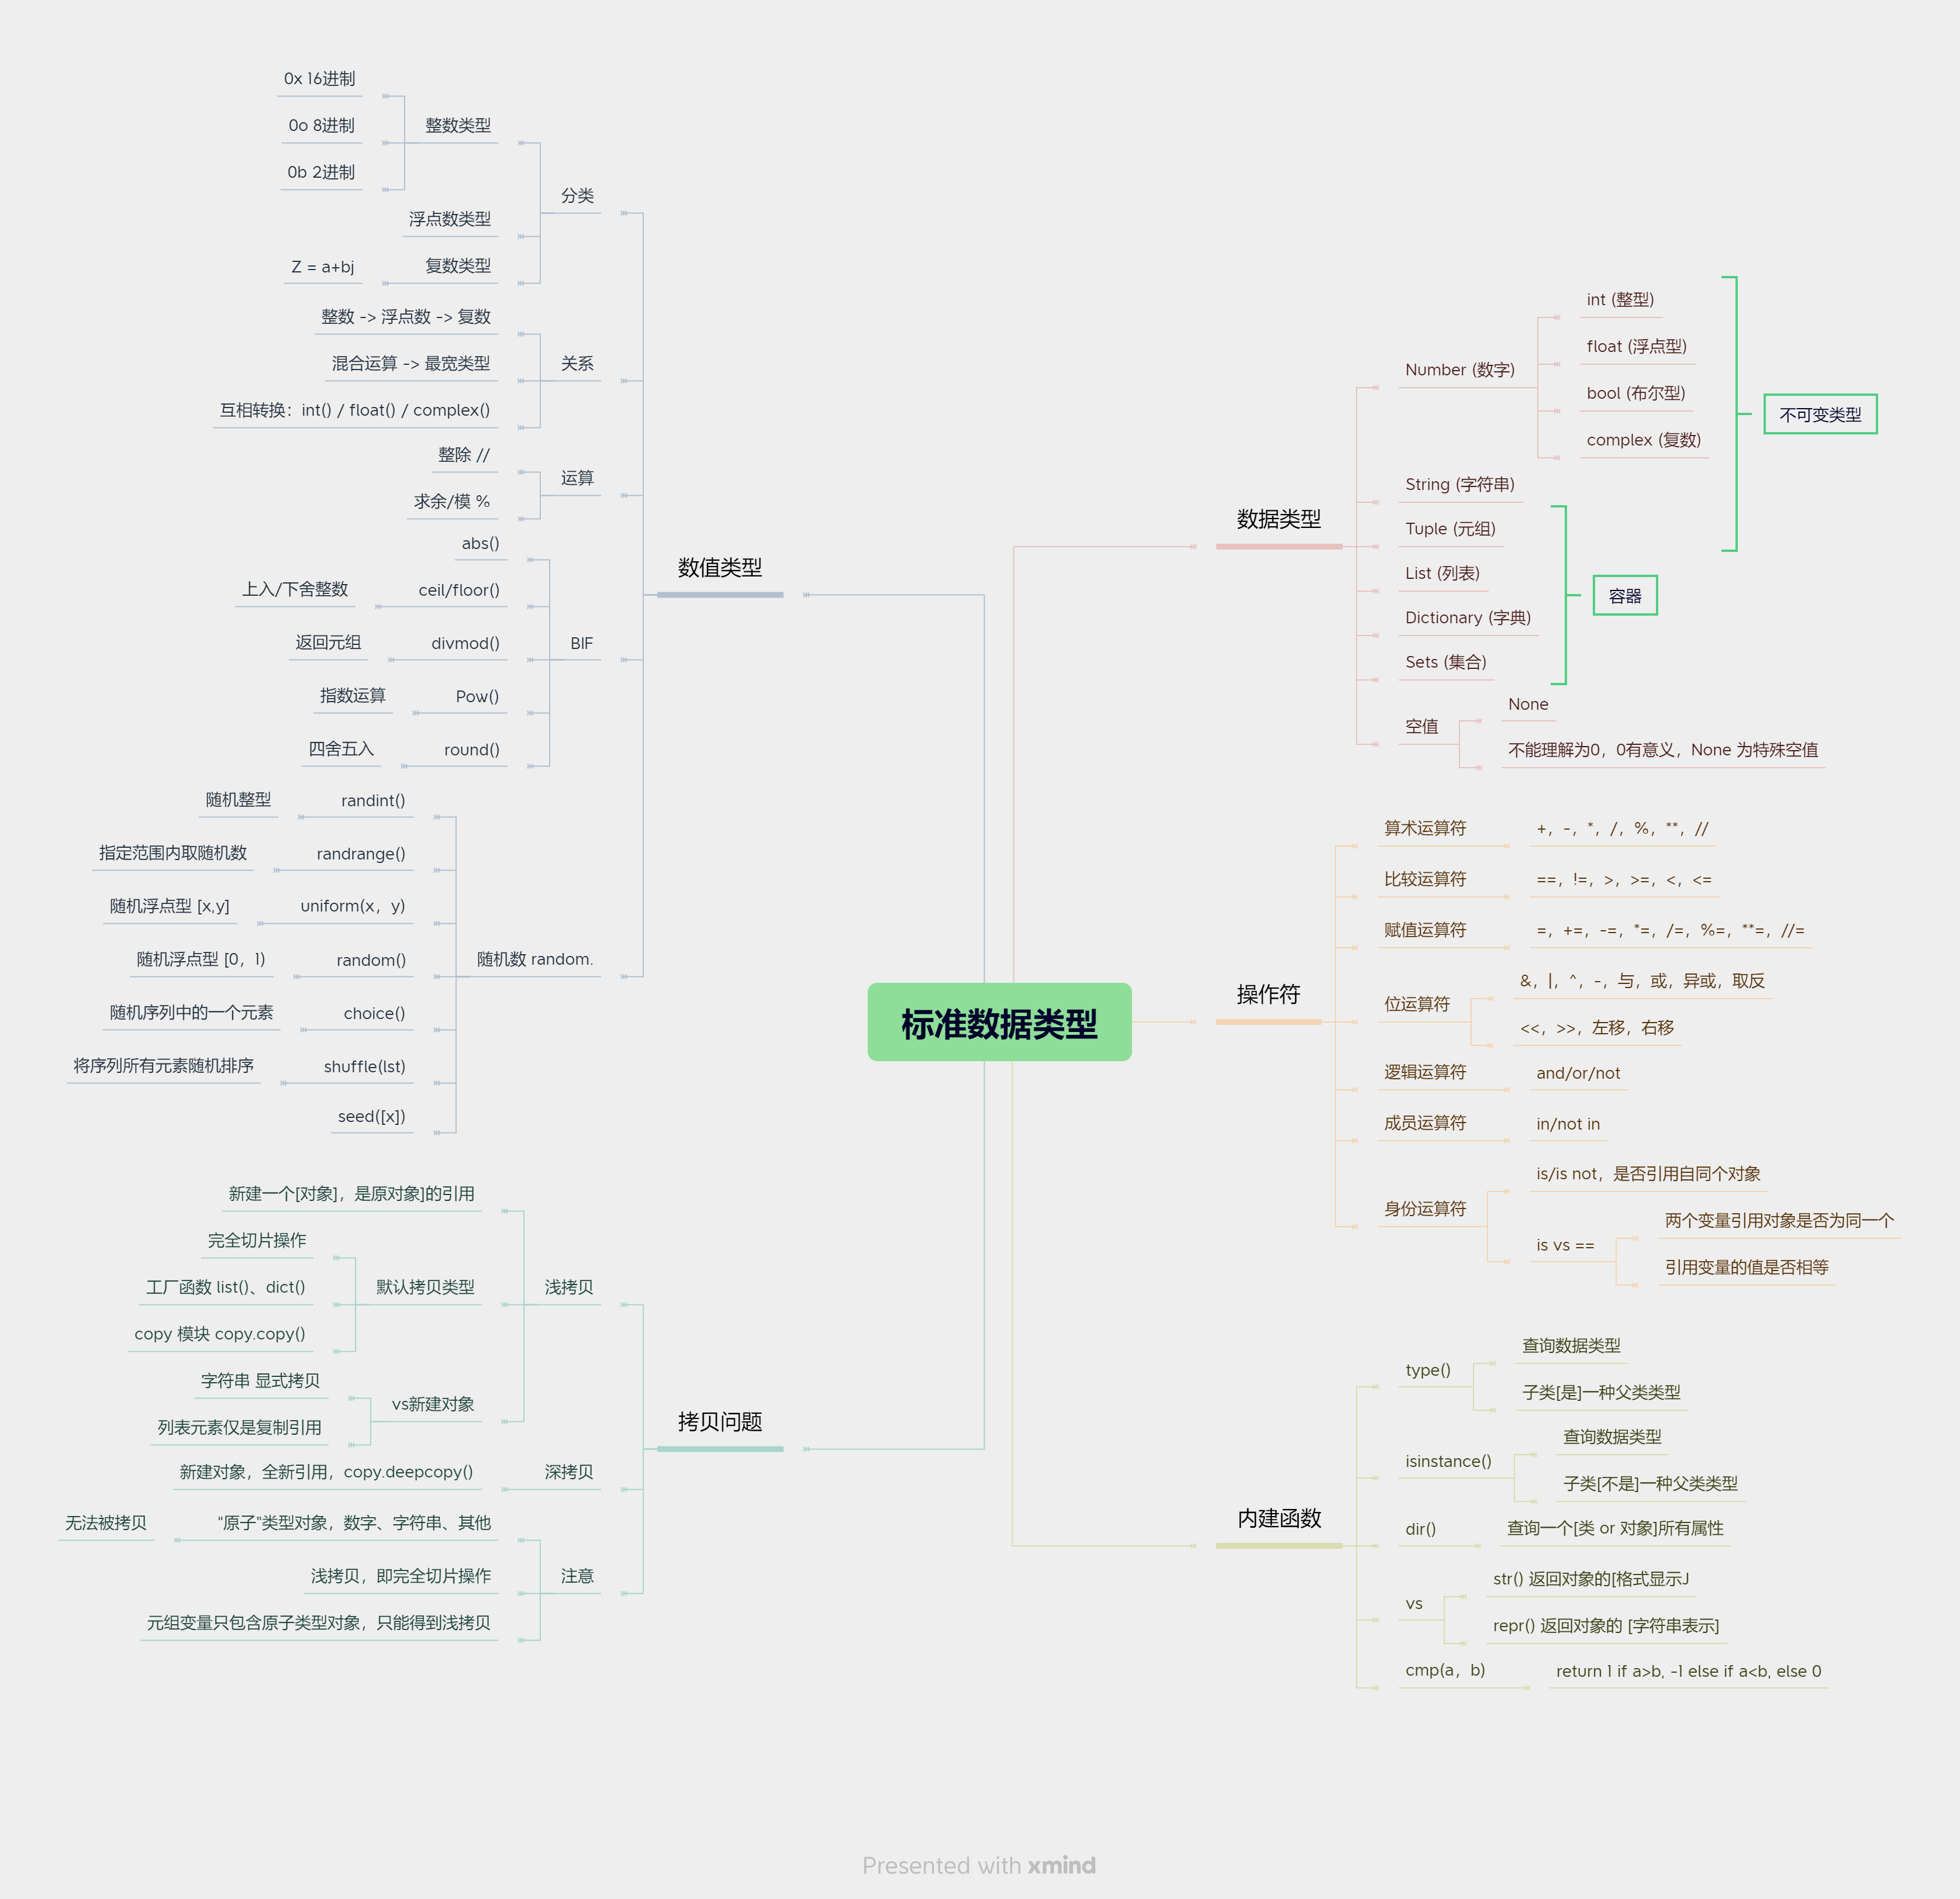 标准数据类型
数据类型
Number (数字)
int (整型)
float (浮点型)
bool (布尔型)
complex (复数)
String (字符串)
Tuple (元组)
List (列表)
Dictionary (字典)
Sets (集合)
空值
None
不能理解为0，0有意义，None 为特殊空值
不可变类型
容器
操作符
算术运算符
+，-，*，/，%，**，//
比较运算符
==，!=，>，>=，<，<=
赋值运算符
=，+=，-=，*=，/=，%=，**=，//=
位运算符
&，|，^，-，与，或，异或，取反
<<，>>，左移，右移
逻辑运算符
and/or/not
成员运算符
in/not in
身份运算符
is/is not，是否引用自同个对象
is vs ==
两个变量引用对象是否为同一个
引用变量的值是否相等
内建函数
type()
查询数据类型
子类[是]一种父类类型
isinstance()
查询数据类型
子类[不是]一种父类类型
dir()
查询一个[类 or 对象]所有属性
vs
str() 返回对象的[格式显示J
repr() 返回对象的 [字符串表示]
cmp(a，b)
return 1 if a>b, -1 else if a<b, else 0
数值类型
分类
整数类型
0x 16进制
0o 8进制
0b 2进制
浮点数类型
复数类型
Z = a+bj
关系
整数 -> 浮点数 -> 复数
混合运算 -> 最宽类型
互相转换：int() / float() / complex()
运算
整除 //
求余/模 %
BIF
abs()
ceil/floor()
上入/下舍整数
divmod()
返回元组
Pow()
指数运算
round()
四舍五入
随机数 random.
randint()
随机整型
randrange()
指定范围内取随机数
uniform(x，y)
随机浮点型 [x,y]
random()
随机浮点型 [0，1)
choice()
随机序列中的一个元素
shuffle(lst)
将序列所有元素随机排序
seed([x])
拷贝问题
浅拷贝
新建一个[对象]，是原对象]的引用
默认拷贝类型
完全切片操作
工厂函数 list()、dict()
copy 模块 copy.copy()
vs新建对象
字符串 显式拷贝
列表元素仅是复制引用
深拷贝
新建对象，全新引用，copy.deepcopy()
注意
“原子"类型对象，数字、字符串、其他
无法被拷贝
浅拷贝，即完全切片操作
元组变量只包含原子类型对象，只能得到浅拷贝
Presented with xmind